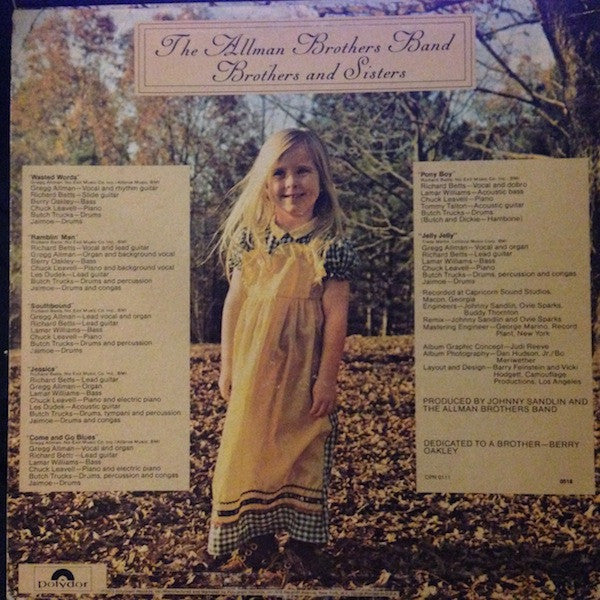 The Allman Brothers Band
Brothers and Sisters
"Wasted Words"
Gregg Allman—Vocal and rhythm guitar
Richard Betts—Slide guitar
Berry Oakley—Bass
Chuck Leavell—Piano
Butch Trucks—Drums
Jaimoe—Drums
"Ramblin' Man"
Richard Betts—Vocal and lead guitar
Gregg Allman—Organ and background vocal
Berry Oakley—Bass
Chuck Leavell—Piano and background vocal
Les Dudek—Lead guitar
Butch Trucks—Drums and percussion
Jaimoe—Drums and congas
"Southbound"
Gregg Allman—Lead vocal and organ
Richard Betts—Lead guitar
Lamar Williams—Bass
Chuck Leavell—Piano
Butch Trucks—Drums and percussion
Jaimoe—Drums
"Jessica"
Richard Betts—Lead guitar
Gregg Allman—Organ
Lamar Williams—Bass
Chuck Leavell—Piano and electric piano
Les Dudek—Acoustic guitar
Butch Trucks—Drums, tympani and percussion
Jaimoe—Drums and congas
"Come and Go Blues"
Gregg Allman—Vocal and organ
Richard Betts—Lead guitar
Lamar Williams—Bass
Chuck Leavell—Piano and electric piano
Butch Trucks—Drums, percussion and congas
Jaimoe—Drums
"Pony Boy"
Richard Betts—Vocal and dobro
Lamar Williams—Acoustic bass
Chuck Leavell—Piano
Tommy Talton—Acoustic guitar
Butch Trucks—Drums
(Butch and Dickie—Hambone)
"Jelly Jelly"
Gregg Allman—Vocal and organ
Richard Betts—Lead guitar
Lamar Williams—Bass
Chuck Leavell—Piano
Butch Trucks—Drums, percussion and congas
Jaimoe—Drums
Recorded at Capricorn Sound Studios,
Macon, Georgia
Engineers—Johnny Sandlin, Ovie Sparks,
Buddy Thornton
Remix—Johnny Sandlin and Ovie Sparks
Mastering Engineer—George Marino, Record
Plant, New York
Album Graphic Concept—Judi Reeve
Album Photography—Dan Hudson, Jr./Bo
Meriwether
Layout and Design—Barry Feinstein and Vicki
Hodgett, Camouflage
Productions, Los Angeles
PRODUCED BY JOHNNY SANDLIN AND
THE ALLMAN BROTHERS BAND
DEDICATED TO A BROTHER—BERRY
OAKLEY
CPN 0111
0598
polydor